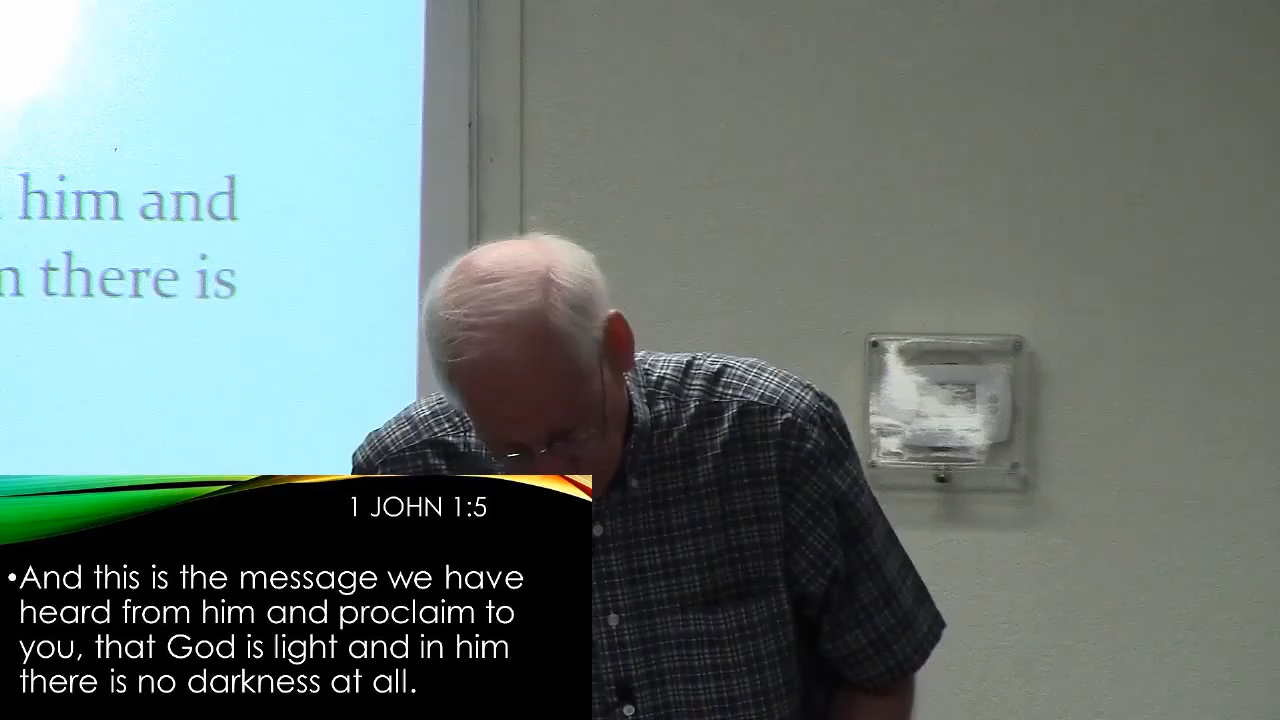 him and
there is
1 JOHN 1:5
•And this is the message we have
heard from him and proclaim to
you, that God is light and in him
there is no darkness at all.